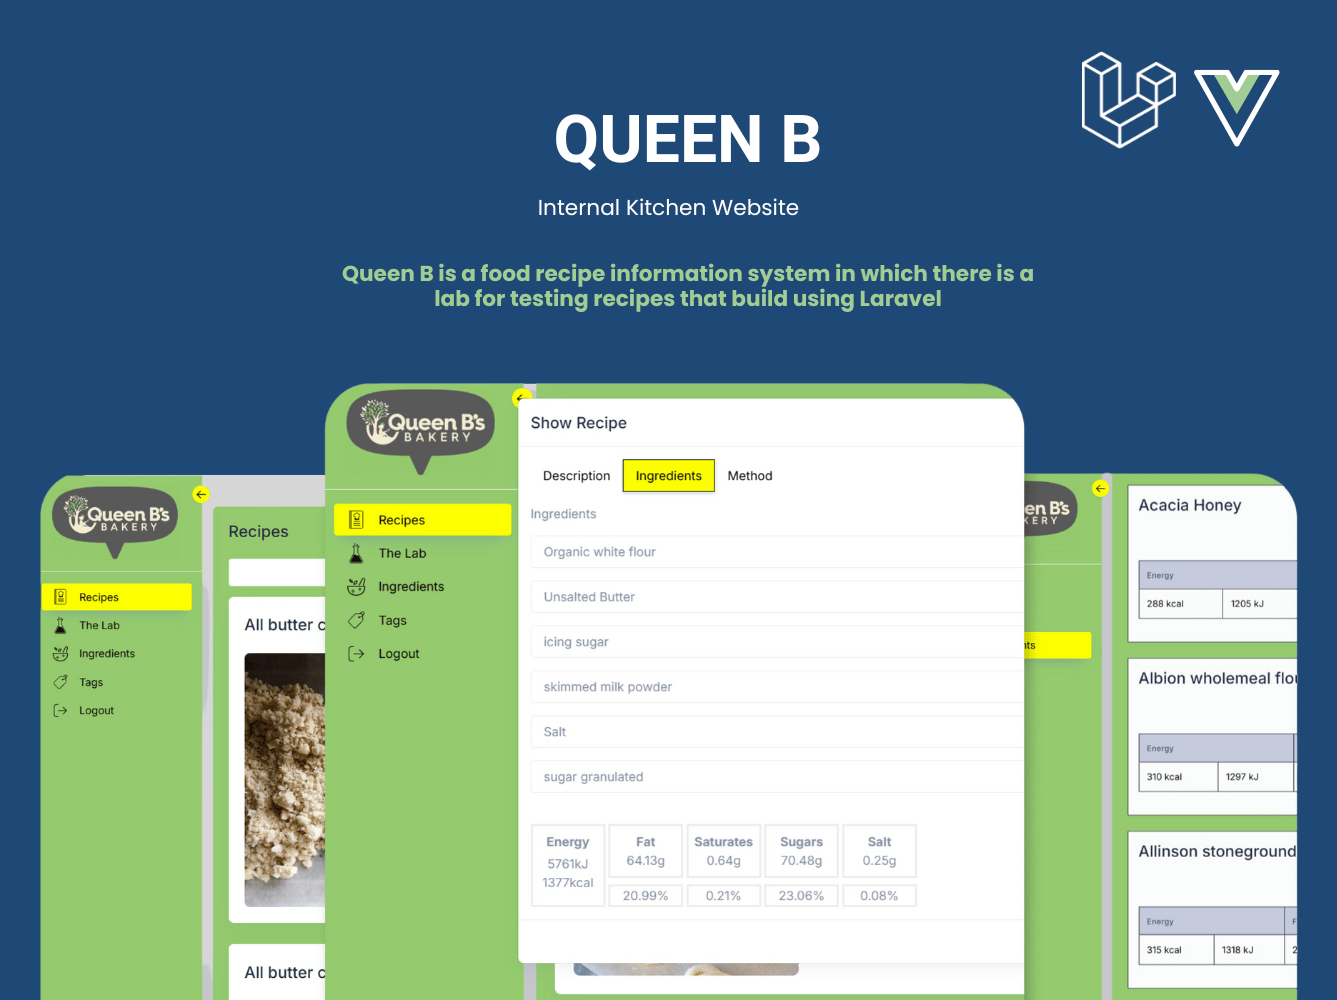 QUEEN B
Internal Kitchen Website
Queen B is a food recipe information system in which there is a
lab for testing recipes that build using Laravel
Queen B's
BAKERY
Recipes
The Lab
Ingredients
Tags
Logout
Recipes
All butter c
All butter c
Queen B's
BAKERY
Recipes
The Lab
Ingredients
Tags
Logout
Show Recipe
Description Ingredients Method
Ingredients
Organic white flour
Unsalted Butter
icing sugar
skimmed milk powder
Salt
sugar granulated
Energy Fat Saturates Sugars Salt
5761kJ 64.13g 0.64g 70.48g 0.25g
1377kcal 20.99% 0.21% 23.06% 0.08%
en B's
KERY
nts
Acacia Honey
Energy
288 kcal 1205 kJ
Albion wholemeal flou
Energy
310 kcal 1297 kJ
Allinson stoneground
Energy F
315 kcal 1318 kJ 2